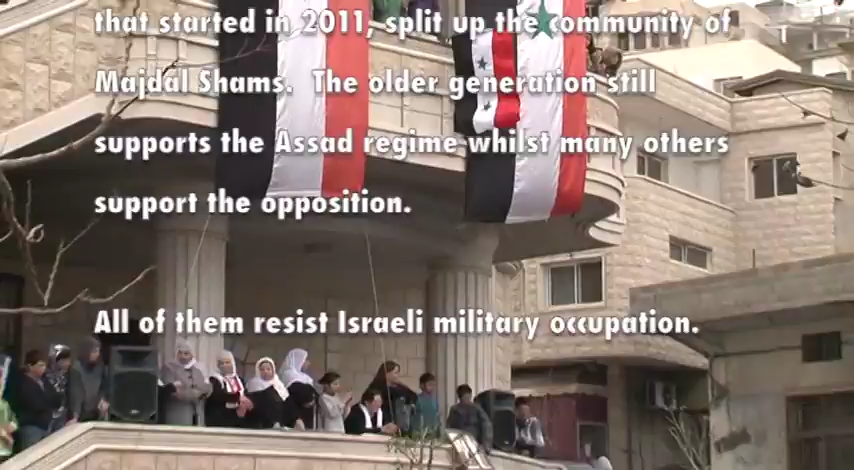 that started in 2011, split up the community of
Majdal Shams. The older generation still
supports the Assad regime whilst many others
support the opposition.
All of them resist Israeli military occupation.